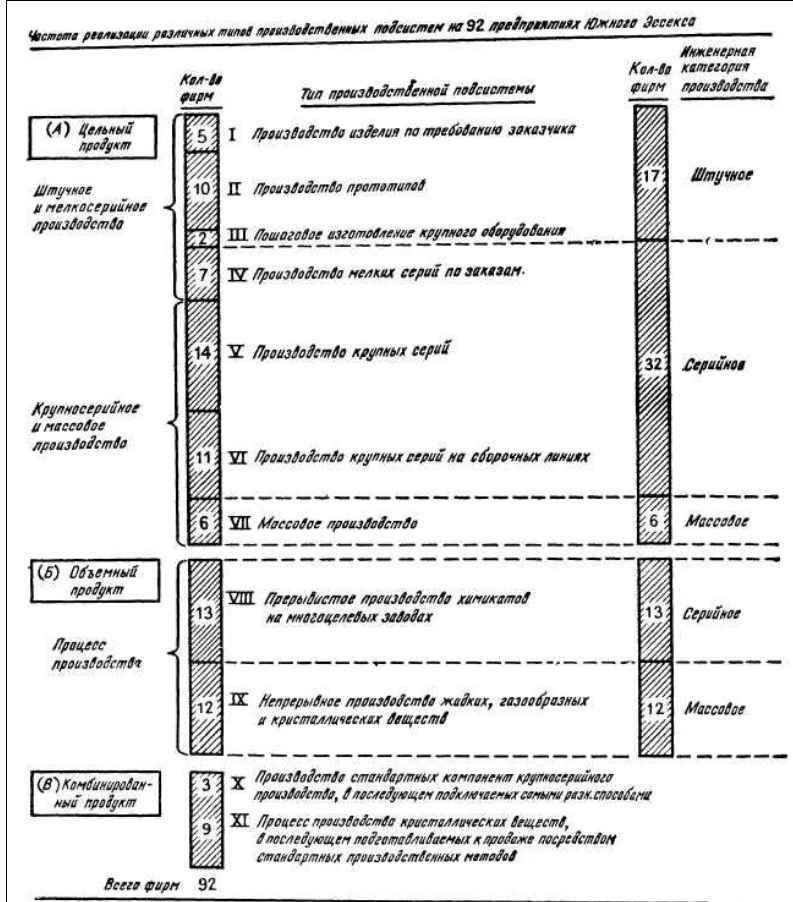 Частота реализации различных типов производственных подсистем на 92 предприятиях Южного Эссекса
Кол-во
фирм
Тип производственной подсистемы
Кол-во
фирм
Инженерная
категория
производства
(А) Цельный
продукт
Штучное
и мелкосерийное
производство
5 I Производство изделия по требованию заказчика
10 II Производство прототипов
2 III Пошаговое изготовление крупного оборудования
17 Штучное
7 IV Производство мелких серий по заказам.
Крупносерийное
и массовое
производство
14 V Производство крупных серий
11 VI Производство крупных серий на сборочных линиях
32 Серийное
6 VII Массовое производство
6 Массовое
(Б) Объемный
продукт
Процесс
производства
13 VIII Прерывистое производство химикатов
на многоцелевых заводах
13 Серийное
12 IX Непрерывное производство жидких, газообразных
и кристаллических веществ
12 Массовое
(В) Комбинирован-
ный продукт
3 X Производство стандартных компонент крупносерийного
производство, в последующем подключаемых самыми разн. способами
9 XI Процесс производства кристаллических веществ,
в последующем подготавливаемых к продаже посредством
стандартных производственных методов
Всего фирм 92